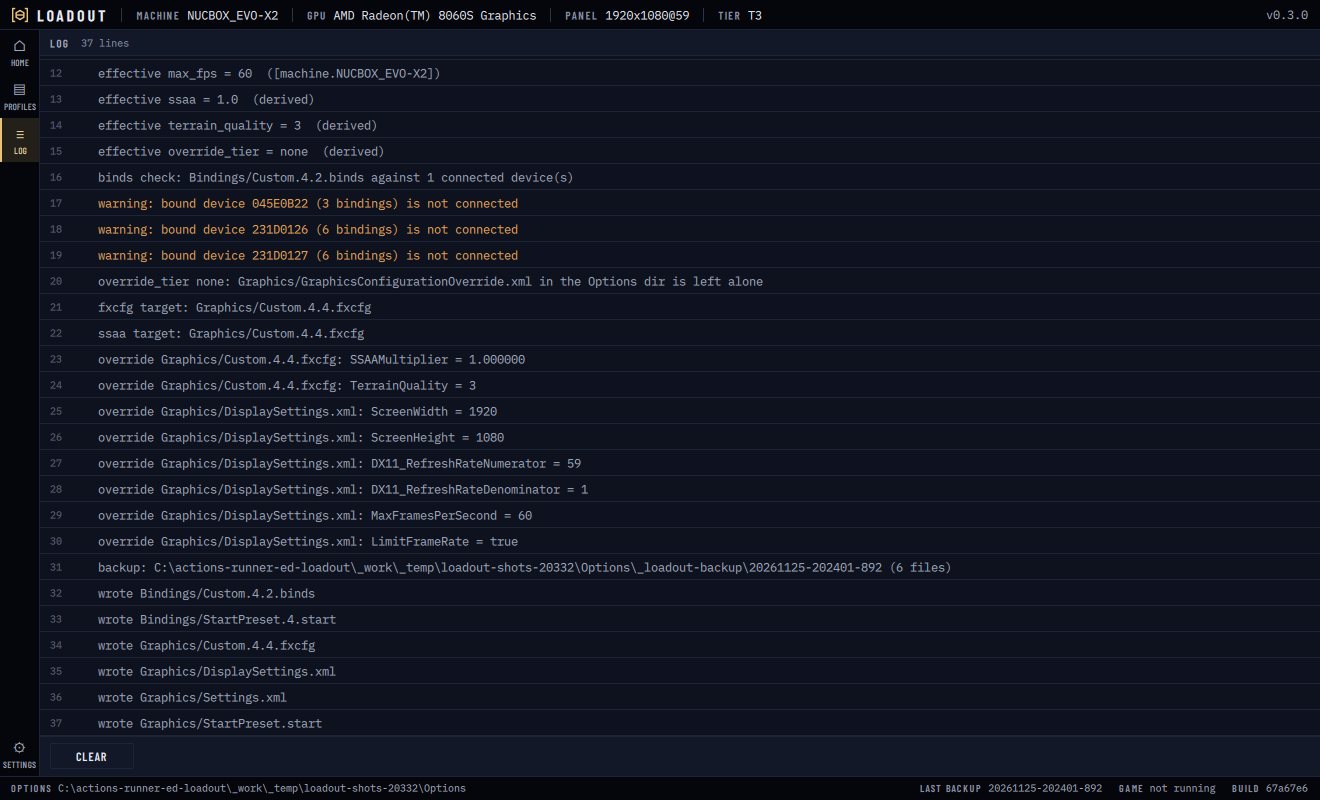 LOADOUT MACHINE NUCBOX_EVO-X2 GPU AMD Radeon(TM) 8060S Graphics PANEL 1920x1080@59 TIER T3 v0.3.0
LOG 37 lines
HOME
PROFILES
LOG
12 effective max_fps = 60 ([machine.NUCBOX_EVO-X2])
13 effective ssaa = 1.0 (derived)
14 effective terrain_quality = 3 (derived)
15 effective override_tier = none (derived)
16 binds check: Bindings/Custom.4.2.binds against 1 connected device(s)
17 warning: bound device 045E0B22 (3 bindings) is not connected
18 warning: bound device 231D0126 (6 bindings) is not connected
19 warning: bound device 231D0127 (6 bindings) is not connected
20 override_tier none: Graphics/GraphicsConfigurationOverride.xml in the Options dir is left alone
21 fxcfg target: Graphics/Custom.4.4.fxcfg
22 ssaa target: Graphics/Custom.4.4.fxcfg
23 override Graphics/Custom.4.4.fxcfg: SSAAMultiplier = 1.000000
24 override Graphics/Custom.4.4.fxcfg: TerrainQuality = 3
25 override Graphics/DisplaySettings.xml: ScreenWidth = 1920
26 override Graphics/DisplaySettings.xml: ScreenHeight = 1080
27 override Graphics/DisplaySettings.xml: DX11_RefreshRateNumerator = 59
28 override Graphics/DisplaySettings.xml: DX11_RefreshRateDenominator = 1
29 override Graphics/DisplaySettings.xml: MaxFramesPerSecond = 60
30 override Graphics/DisplaySettings.xml: LimitFrameRate = true
31 backup: C:\actions-runner-ed-loadout\_work\_temp\loadout-shots-20332\Options\_loadout-backup\20261125-202401-892 (6 files)
32 wrote Bindings/Custom.4.2.binds
33 wrote Bindings/StartPreset.4.start
34 wrote Graphics/Custom.4.4.fxcfg
35 wrote Graphics/DisplaySettings.xml
36 wrote Graphics/Settings.xml
37 wrote Graphics/StartPreset.start
SETTINGS
CLEAR
OPTIONS C:\actions-runner-ed-loadout\_work\_temp\loadout-shots-20332\Options LAST BACKUP 20261125-202401-892 GAME not running BUILD 67a67e6